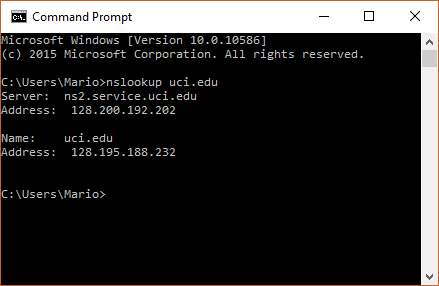 Command Prompt
Microsoft Windows [Version 10.0.10586]
(c) 2015 Microsoft Corporation. All rights reserved.
C:\Users\Mario>nslookup uci.edu
Server:  ns2.service.uci.edu
Address:  128.200.192.202
Name:    uci.edu
Address:  128.195.188.232
C:\Users\Mario>